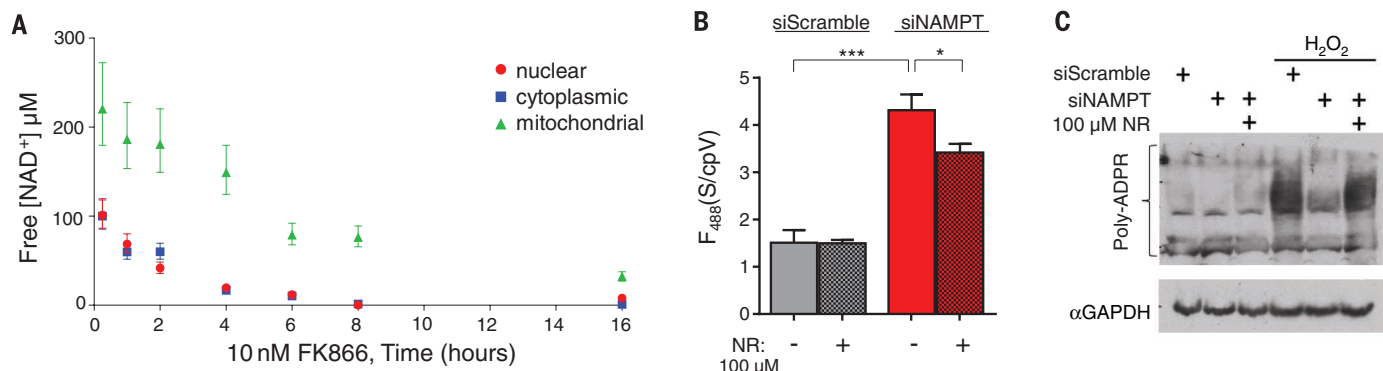 A
300
200
100
0
Free [NAD⁺] μM
nuclear
cytoplasmic
mitochondrial
0 2 4 6 8 10 12 14 16
10 nM FK866, Time (hours)
B
siScramble siNAMPT
*** *
5
4
3
2
1
0
F₄₈₈(S/cpV)
NR: - + - +
100 μM
C
H₂O₂
siScramble + +
siNAMPT + + + +
100 μM NR + +
Poly-ADPR
αGAPDH